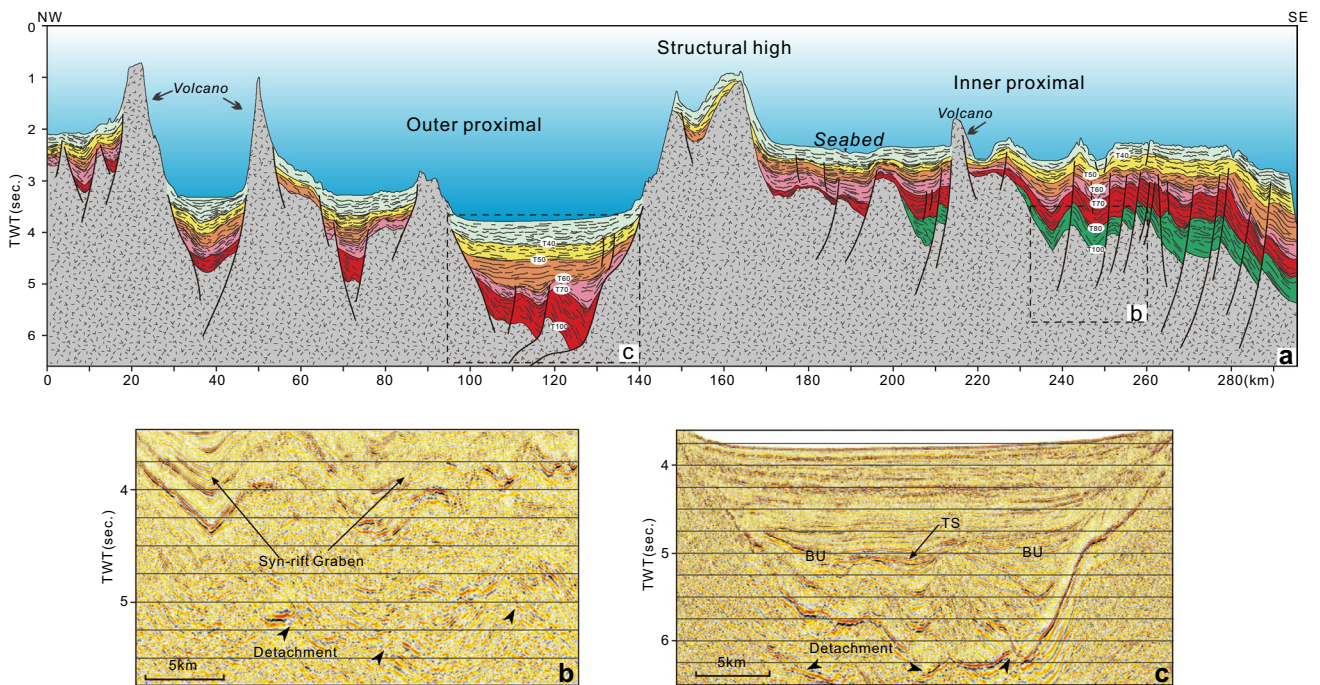 NW
SE
0
Structural high
1
Volcano
Inner proximal
Volcano
Outer proximal
2
Seabed
TWT(sec.)
3
4
5
6
T40
T50
T60
T70
T100
T40
T50
T60
T70
T80
T100
b
c
a
0 20 40 60 80 100 120 140 160 180 200 220 240 260 280(km)
TWT(sec.)
4
5
Syn-rift Graben
Detachment
5km
b
TWT(sec.)
4
5
6
TS
BU
BU
Detachment
5km
c